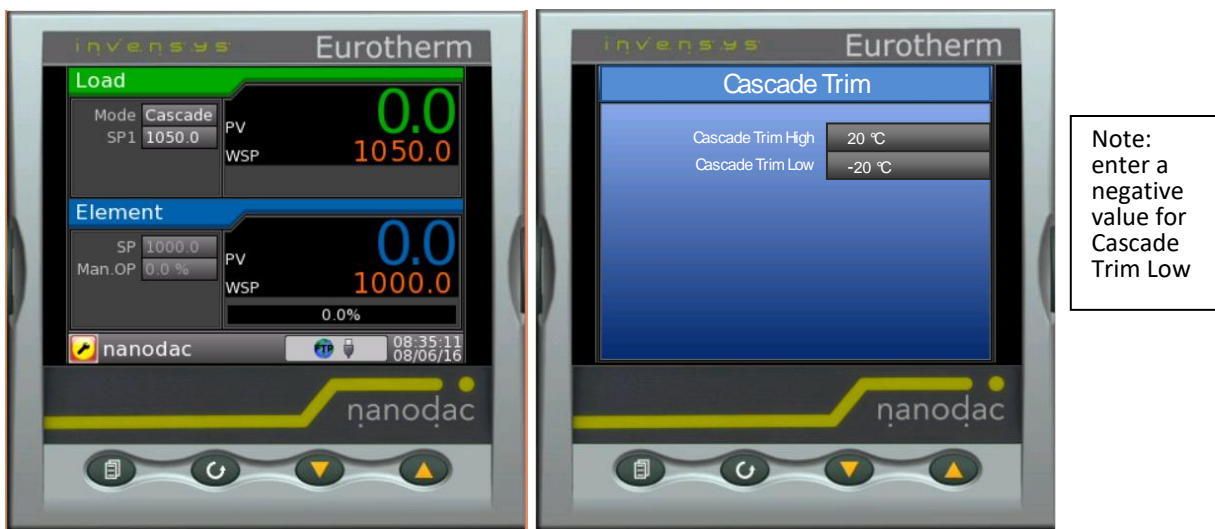 invensys Eurotherm
Load
Mode Cascade
SP1 1050.0
PV 0.0
WSP 1050.0
Element
SP 1000.0
Man.OP 0.0 %
PV 0.0
WSP 1000.0
0.0%
nanodac FTP 08:35:11
08/06/16
nanodac
invensys Eurotherm
Cascade Trim
Cascade Trim High 20 °C
Cascade Trim Low -20 °C
nanodac
Note:
enter a
negative
value for
Cascade
Trim Low